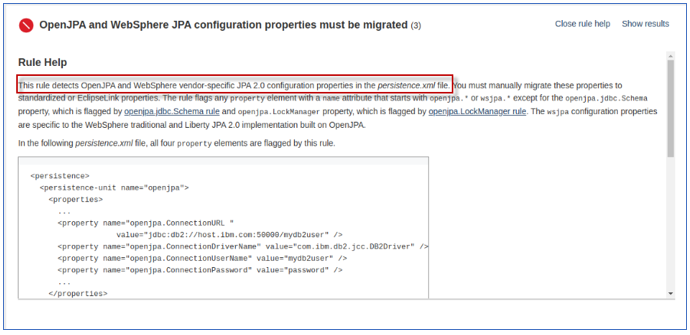 OpenJPA and WebSphere JPA configuration properties must be migrated (3)
Close rule help Show results
Rule Help
This rule detects OpenJPA and WebSphere vendor-specific JPA 2.0 configuration properties in the persistence.xml file. You must manually migrate these properties to
standardized or EclipseLink properties. The rule flags any property element with a name attribute that starts with openjpa.* or wsjpa.* except for the openjpa.jdbc.Schema
property, which is flagged by openjpa.jdbc.Schema rule and openjpa.LockManager property, which is flagged by openjpa.LockManager rule. The wsjpa configuration properties
are specific to the WebSphere traditional and Liberty JPA 2.0 implementation built on OpenJPA.
In the following persistence.xml file, all four property elements are flagged by this rule.
<persistence>
<persistence-unit name="openjpa">
<properties>
...
<property name="openjpa.ConnectionURL "
value="jdbc:db2://host.ibm.com:50000/mydb2user" />
<property name="openjpa.ConnectionDriverName" value="com.ibm.db2.jcc.DB2Driver" />
<property name="openjpa.ConnectionUserName" value="mydb2user" />
<property name="openjpa.ConnectionPassword" value="password" />
...
</properties>